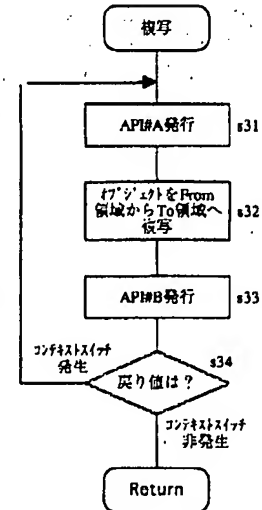 複写
API#A発行
s31
ｵﾌﾞｼﾞｪｸﾄをFrom
領域からTo領域へ
複写
s32
API#B発行
s33
ｺﾝﾃｷｽﾄｽｲｯﾁ
発生
s34
戻り値は？
ｺﾝﾃｷｽﾄｽｲｯﾁ
非発生
Return